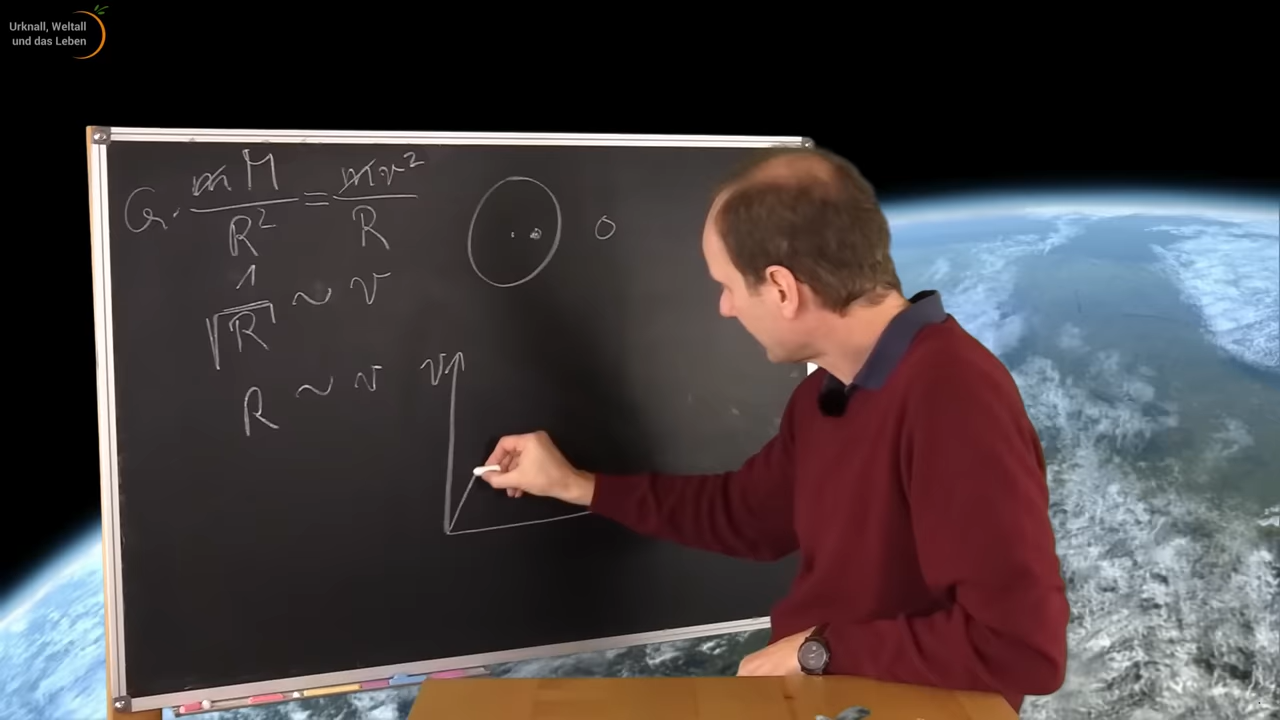 Urknall, Weltall
und das Leben
G · mM/R² = mv²/R
1/√R ~ v
R ~ v
v